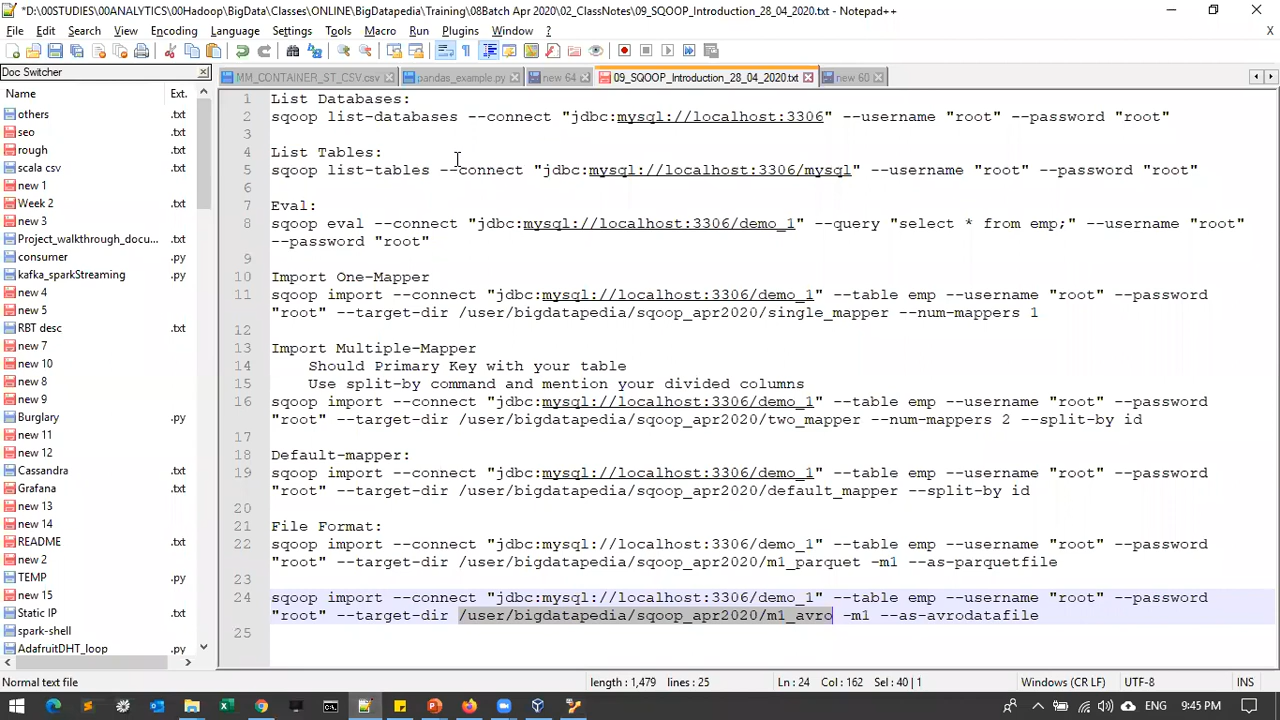 *D:\00STUDIES\00ANALYTICS\00Hadoop\BigData\Classes\ONLINE\BigDatapedia\Training\08Batch Apr 2020\02_ClassNotes\09_SQOOP_Introduction_28_04_2020.txt - Notepad++
File Edit Search View Encoding Language Settings Tools Macro Run Plugins Window ?
Doc Switcher
MM_CONTAINER_ST_CSV.csv pandas_example.py new 64 09_SQOOP_Introduction_28_04_2020.txt new 60
Name Ext.
others .txt
seo .txt
rough .txt
scala csv .txt
new 1 .txt
Week 2 .txt
new 3 .txt
Project_walkthrough_docu... .txt
consumer .py
kafka_sparkStreaming .py
new 4 .txt
new 5 .txt
RBT desc .txt
new 7 .txt
new 10 .txt
new 8 .txt
new 9 .txt
Burglary .py
new 11 .txt
new 12 .txt
Cassandra .txt
Grafana .txt
new 13 .txt
new 14 .txt
README .txt
new 2 .txt
TEMP .py
new 15 .txt
Static IP .txt
spark-shell .txt
AdafruitDHT_loop .py
1 List Databases:
2 sqoop list-databases --connect "jdbc:mysql://localhost:3306" --username "root" --password "root"
3
4 List Tables:
5 sqoop list-tables --connect "jdbc:mysql://localhost:3306/mysql" --username "root" --password "root"
6
7 Eval:
8 sqoop eval --connect "jdbc:mysql://localhost:3306/demo_1" --query "select * from emp;" --username "root"
--password "root"
9
10 Import One-Mapper
11 sqoop import --connect "jdbc:mysql://localhost:3306/demo_1" --table emp --username "root" --password
"root" --target-dir /user/bigdatapedia/sqoop_apr2020/single_mapper --num-mappers 1
12
13 Import Multiple-Mapper
14 Should Primary Key with your table
15 Use split-by command and mention your divided columns
16 sqoop import --connect "jdbc:mysql://localhost:3306/demo_1" --table emp --username "root" --password
"root" --target-dir /user/bigdatapedia/sqoop_apr2020/two_mapper --num-mappers 2 --split-by id
17
18 Default-mapper:
19 sqoop import --connect "jdbc:mysql://localhost:3306/demo_1" --table emp --username "root" --password
"root" --target-dir /user/bigdatapedia/sqoop_apr2020/default_mapper --split-by id
20
21 File Format:
22 sqoop import --connect "jdbc:mysql://localhost:3306/demo_1" --table emp --username "root" --password
"root" --target-dir /user/bigdatapedia/sqoop_apr2020/m1_parquet -m1 --as-parquetfile
23
24 sqoop import --connect "jdbc:mysql://localhost:3306/demo_1" --table emp --username "root" --password
"root" --target-dir /user/bigdatapedia/sqoop_apr2020/m1_avro -m1 --as-avrodatafile
25
Normal text file length : 1,479 lines : 25 Ln : 24 Col : 162 Sel : 40 | 1 Windows (CR LF) UTF-8 INS
ENG 9:45 PM